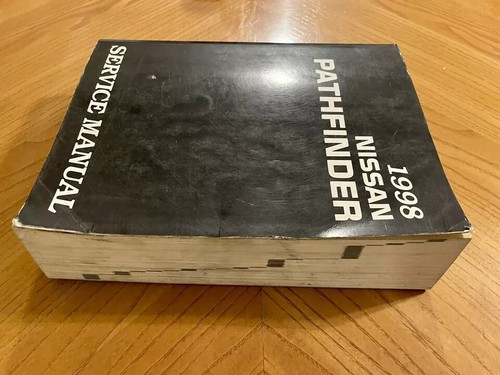 1998
NISSAN
PATHFINDER
SERVICE MANUAL